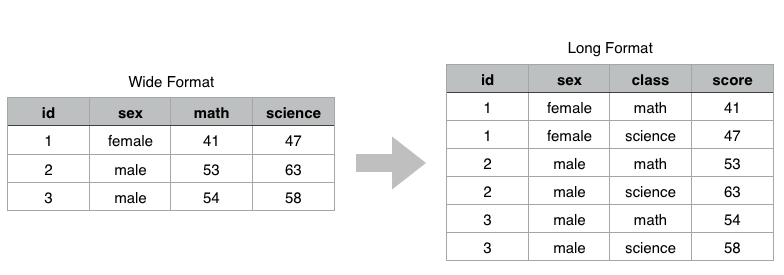 Wide Format
id sex math science
1 female 41 47
2 male 53 63
3 male 54 58
Long Format
id sex class score
1 female math 41
1 female science 47
2 male math 53
2 male science 63
3 male math 54
3 male science 58